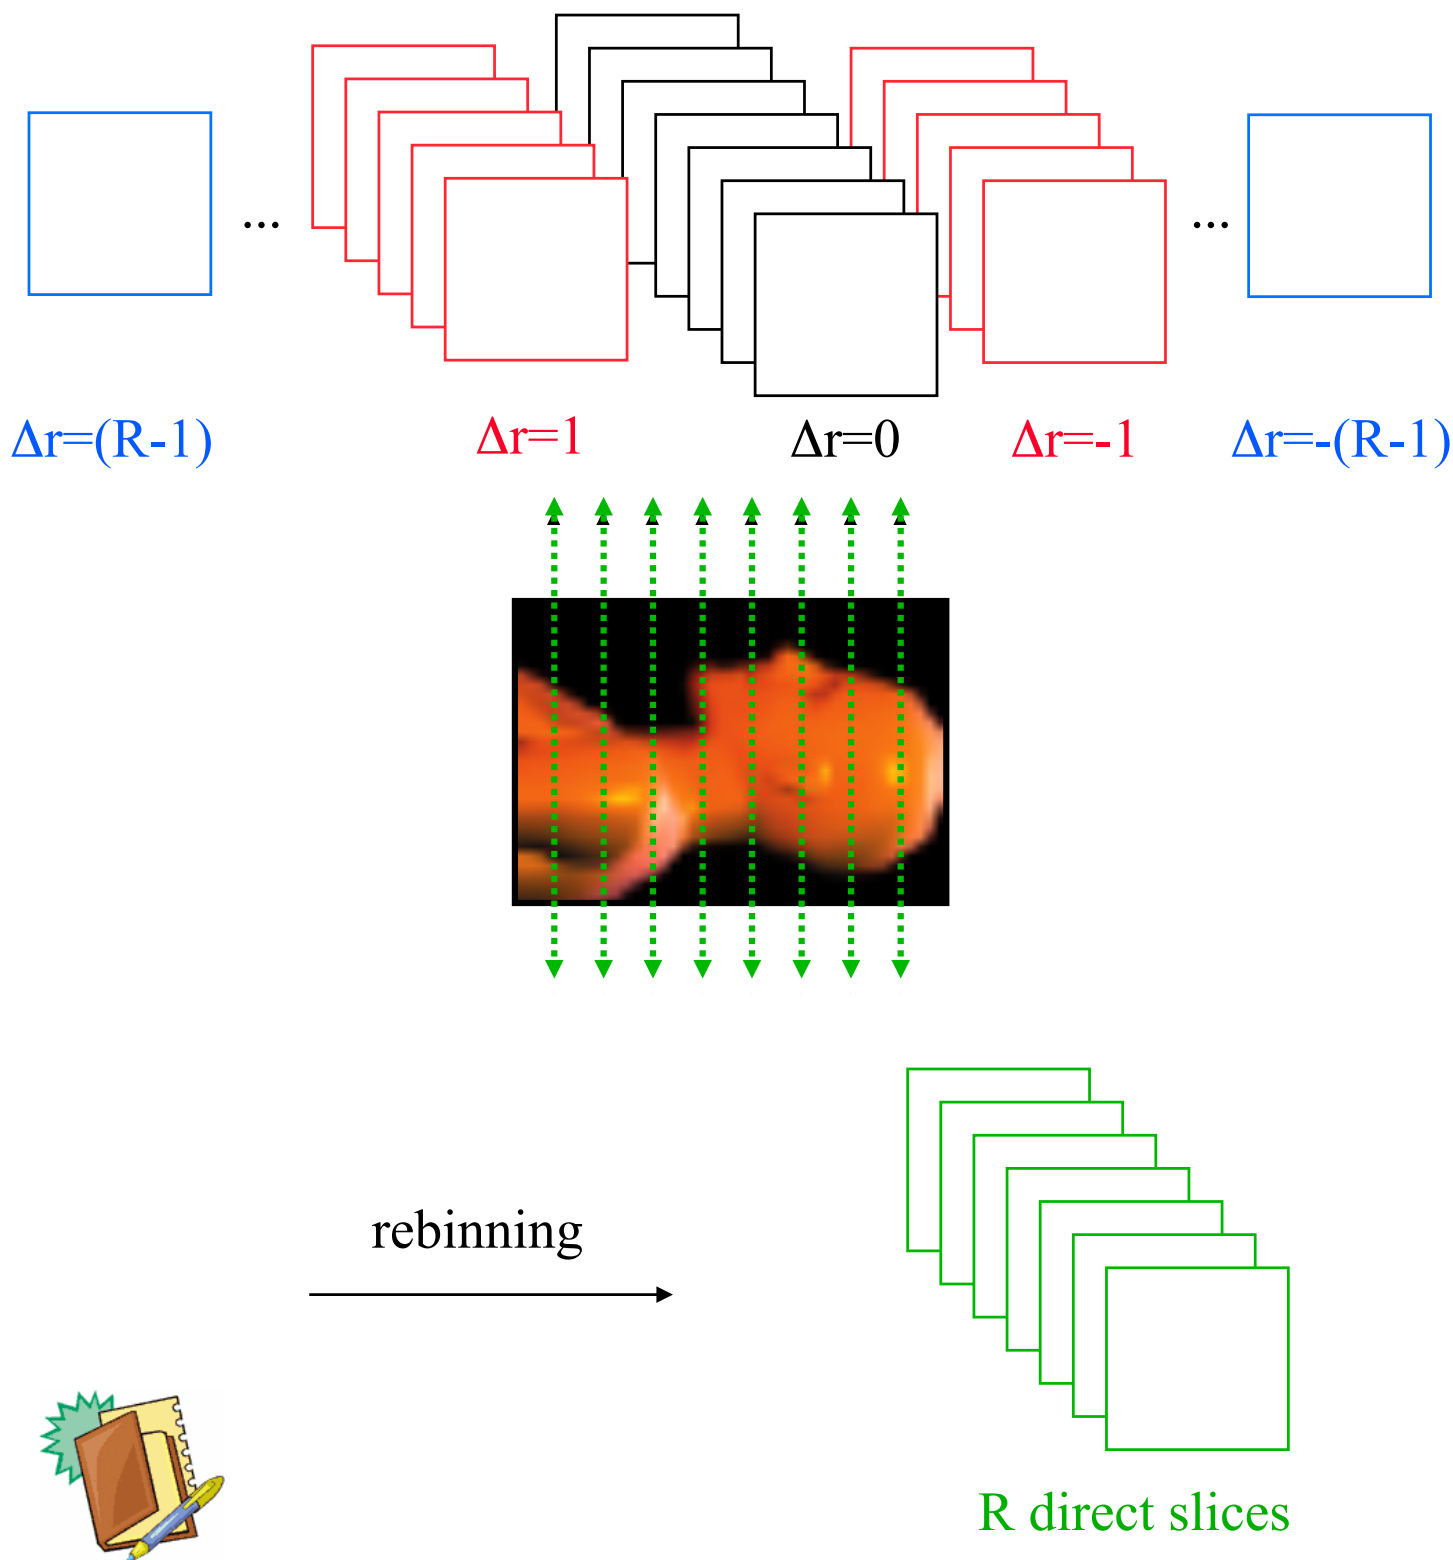 ... ...
Δr=(R-1) Δr=1 Δr=0 Δr=-1 Δr=-(R-1)
rebinning
R direct slices